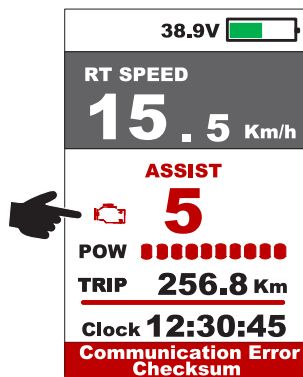 38.9V
RT SPEED
15.5 Km/h
ASSIST
5
POW
TRIP 256.8 Km
Clock 12:30:45
Communication Error
Checksum